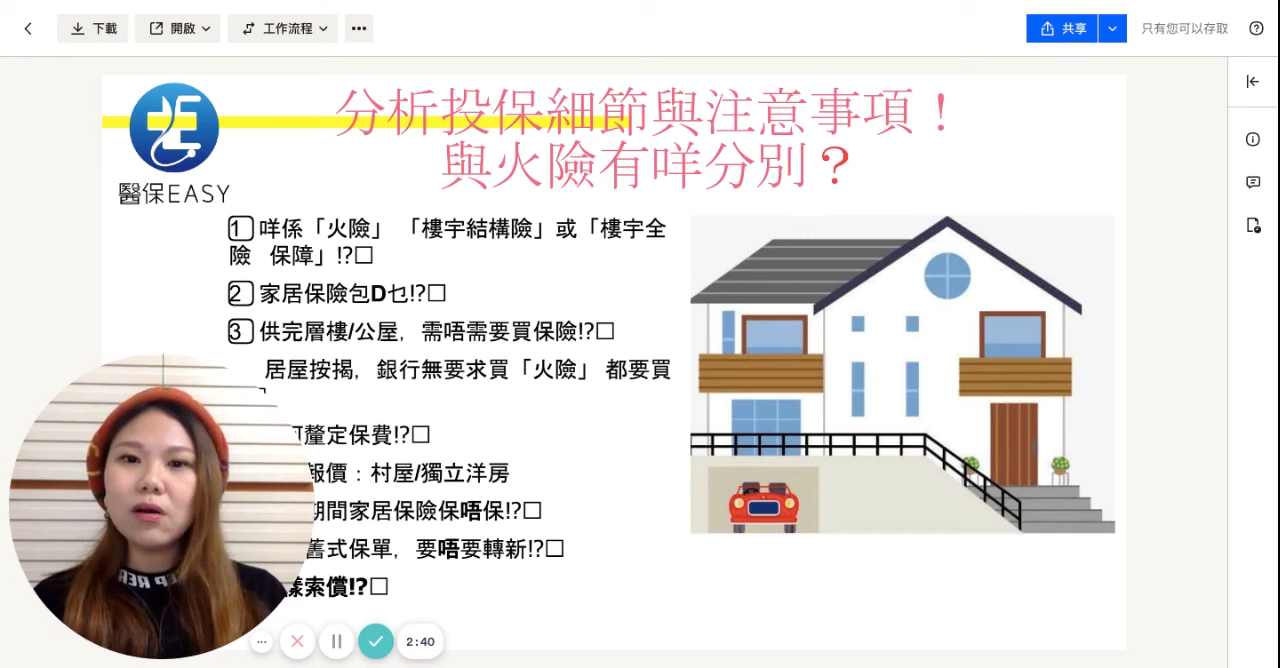 下載
開啟
工作流程
共享
只有您可以存取
醫保EASY
分析投保細節與注意事項！
與火險有咩分別？
1 咩係「火險」 「樓宇結構險」或「樓宇全
險 保障」!?☐
2 家居保險包D乜!?☐
3 供完層樓/公屋，需唔需要買保險!?☐
居屋按揭，銀行無要求買「火險」 都要買
釐定保費!?☐
報價：村屋/獨立洋房
期間家居保險保唔保!?☐
舊式保單，要唔要轉新!?☐
樣索償!?☐
2:40